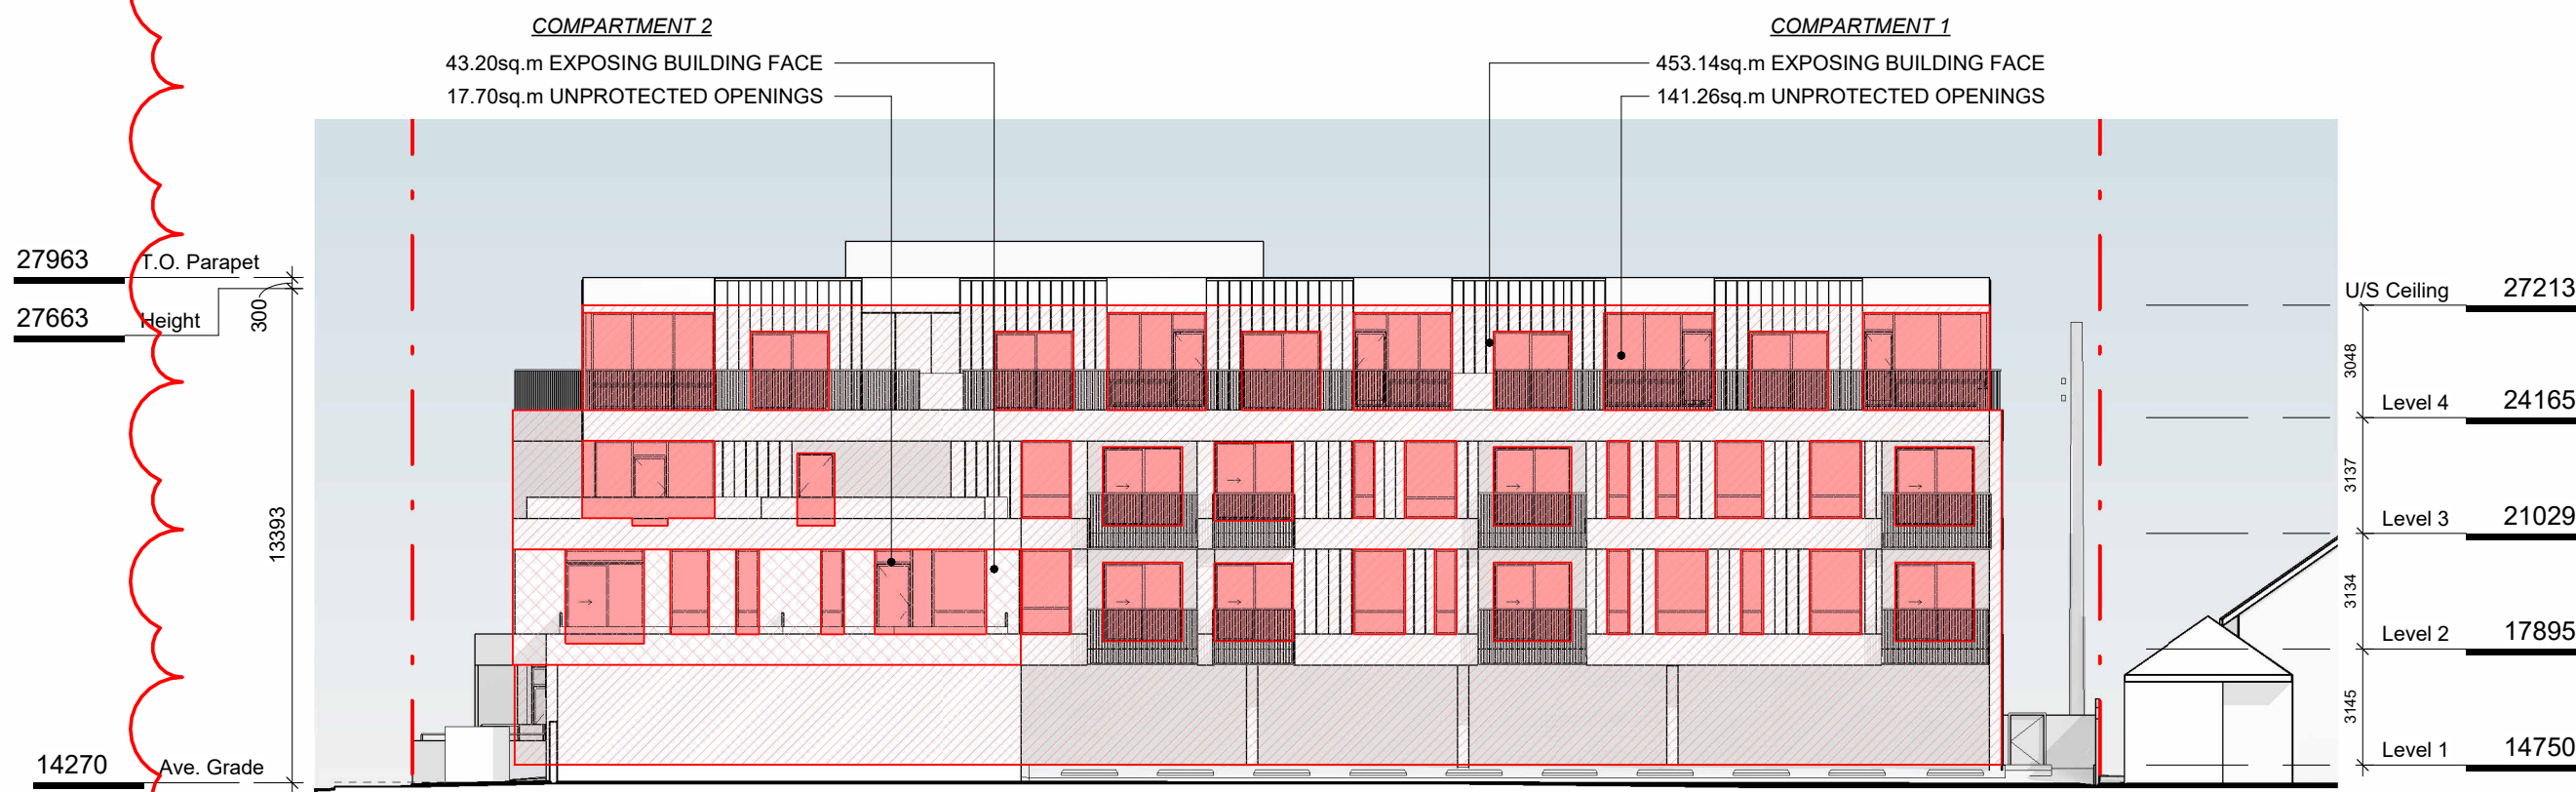 COMPARTMENT 2
43.20sq.m EXPOSING BUILDING FACE
17.70sq.m UNPROTECTED OPENINGS
COMPARTMENT 1
453.14sq.m EXPOSING BUILDING FACE
141.26sq.m UNPROTECTED OPENINGS
27963 T.O. Parapet
300
27663 Height
13393
14270 Ave. Grade
U/S Ceiling 27213
3048
Level 4 24165
3137
Level 3 21029
3134
Level 2 17895
3145
Level 1 14750